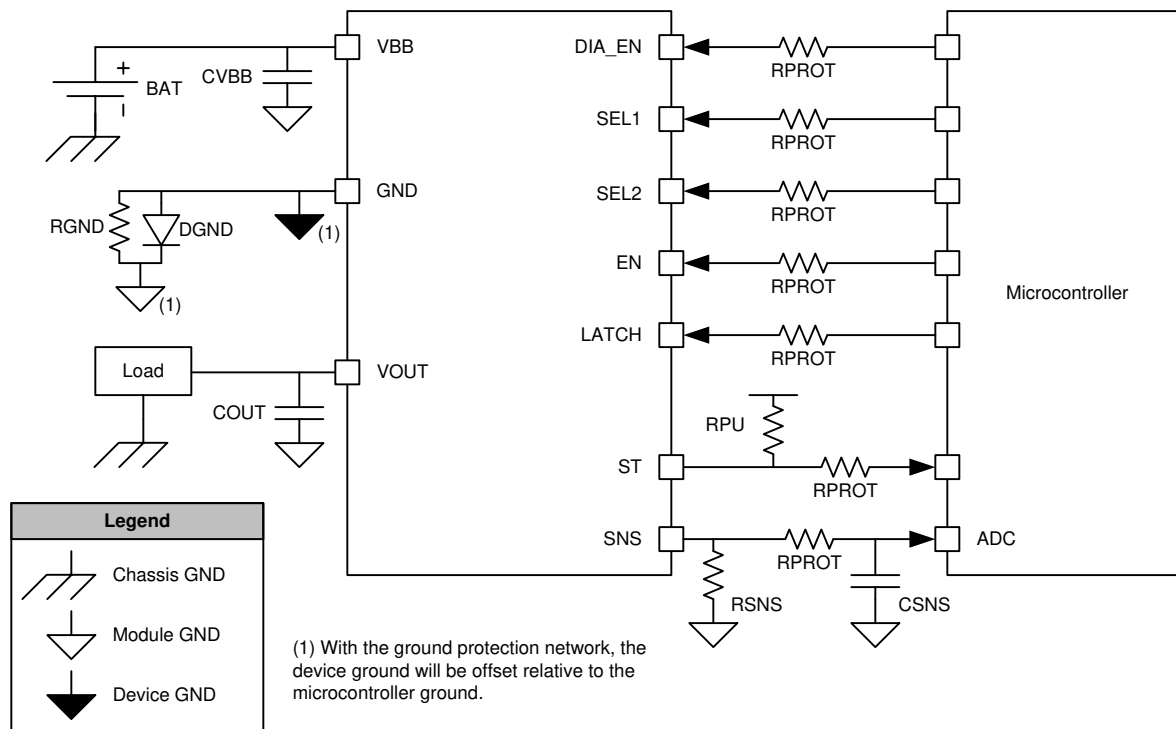 VBB
DIA_EN
RPROT
+
BAT
CVBB
SEL1
RPROT
GND
SEL2
RPROT
RGND
DGND
(1)
(1)
EN
RPROT
Microcontroller
LATCH
RPROT
Load
VOUT
COUT
RPU
ST
RPROT
SNS
RPROT
ADC
RSNS
CSNS
Legend
Chassis GND
Module GND
Device GND
(1) With the ground protection network, the
device ground will be offset relative to the
microcontroller ground.